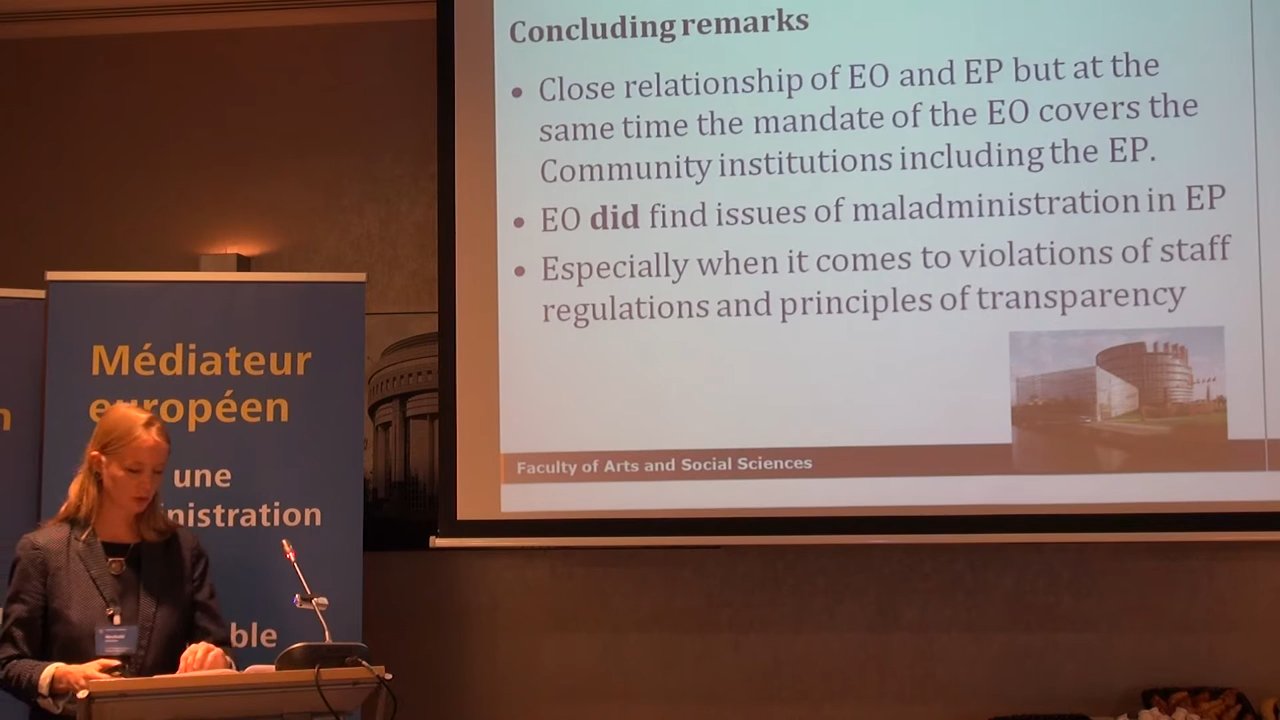 Concluding remarks
• Close relationship of EO and EP but at the
same time the mandate of the EO covers the
Community institutions including the EP.
• EO did find issues of maladministration in EP
• Especially when it comes to violations of staff
regulations and principles of transparency
Faculty of Arts and Social Sciences
Médiateur
européen
une
nistration
ble
n